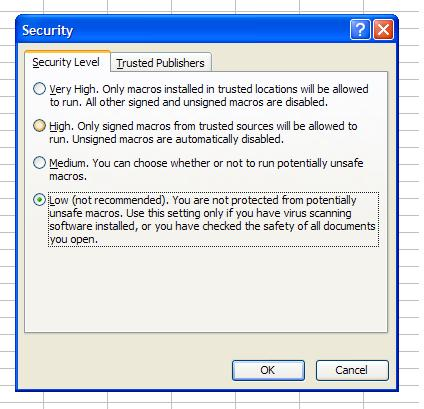 Security
Security Level Trusted Publishers
Very High. Only macros installed in trusted locations will be allowed
to run. All other signed and unsigned macros are disabled.
High. Only signed macros from trusted sources will be allowed to
run. Unsigned macros are automatically disabled.
Medium. You can choose whether or not to run potentially unsafe
macros.
Low (not recommended). You are not protected from potentially
unsafe macros. Use this setting only if you have virus scanning
software installed, or you have checked the safety of all documents
you open.
OK Cancel